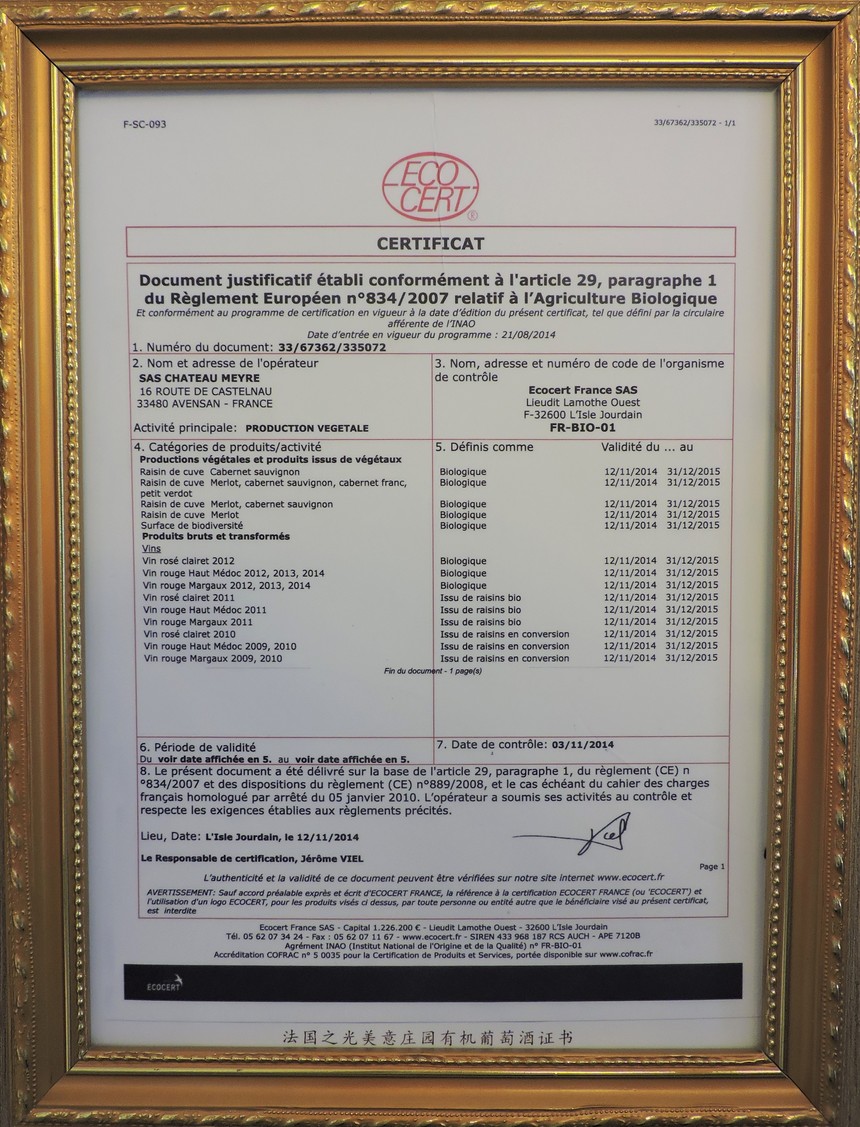 F-SC-093
33/67362/335072 - 1/1
ECO
CERT
®
CERTIFICAT
Document justificatif établi conformément à l'article 29, paragraphe 1
du Règlement Européen n°834/2007 relatif à l'Agriculture Biologique
Et conformément au programme de certification en vigueur à la date d'édition du présent certificat, tel que défini par la circulaire
afférente de l'INAO
Date d'entrée en vigueur du programme : 21/08/2014
1. Numéro du document: 33/67362/335072
2. Nom et adresse de l'opérateur
SAS CHATEAU MEYRE
16 ROUTE DE CASTELNAU
33480 AVENSAN - FRANCE
Activité principale: PRODUCTION VEGETALE
3. Nom, adresse et numéro de code de l'organisme
de contrôle
Ecocert France SAS
Lieudit Lamothe Ouest
F-32600 L'Isle Jourdain
FR-BIO-01
4. Catégories de produits/activité
5. Définis comme Validité du ... au
Productions végétales et produits issus de végétaux
Raisin de cuve Cabernet sauvignon Biologique 12/11/2014 31/12/2015
Raisin de cuve Merlot, cabernet sauvignon, cabernet franc, Biologique 12/11/2014 31/12/2015
petit verdot
Raisin de cuve Merlot, cabernet sauvignon Biologique 12/11/2014 31/12/2015
Raisin de cuve Merlot Biologique 12/11/2014 31/12/2015
Surface de biodiversité Biologique 12/11/2014 31/12/2015
Produits bruts et transformés
Vins
Vin rosé clairet 2012 Biologique 12/11/2014 31/12/2015
Vin rouge Haut Médoc 2012, 2013, 2014 Biologique 12/11/2014 31/12/2015
Vin rouge Margaux 2012, 2013, 2014 Biologique 12/11/2014 31/12/2015
Vin rosé clairet 2011 Issu de raisins bio 12/11/2014 31/12/2015
Vin rouge Haut Médoc 2011 Issu de raisins bio 12/11/2014 31/12/2015
Vin rouge Margaux 2011 Issu de raisins bio 12/11/2014 31/12/2015
Vin rosé clairet 2010 Issu de raisins en conversion 12/11/2014 31/12/2015
Vin rouge Haut Médoc 2009, 2010 Issu de raisins en conversion 12/11/2014 31/12/2015
Vin rouge Margaux 2009, 2010 Issu de raisins en conversion 12/11/2014 31/12/2015
Fin du document - 1 page(s)
6. Période de validité
Du voir date affichée en 5. au voir date affichée en 5.
7. Date de contrôle: 03/11/2014
8. Le présent document a été délivré sur la base de l'article 29, paragraphe 1, du règlement (CE) n
°834/2007 et des dispositions du règlement (CE) n°889/2008, et le cas échéant du cahier des charges
français homologué par arrêté du 05 janvier 2010. L'opérateur a soumis ses activités au contrôle et
respecte les exigences établies aux règlements précités.
Lieu, Date: L'Isle Jourdain, le 12/11/2014
Le Responsable de certification, Jérôme VIEL
Page 1
L'authenticité et la validité de ce document peuvent être vérifiées sur notre site internet www.ecocert.fr
AVERTISSEMENT: Sauf accord préalable exprès et écrit d'ECOCERT FRANCE, la référence à la certification ECOCERT FRANCE (ou 'ECOCERT') et
l'utilisation d'un logo ECOCERT, pour les produits visés ci dessus, par toute personne ou entité autre que le bénéficiaire visé au présent certificat,
est interdite
Ecocert France SAS - Capital 1.226.200 € - Lieudit Lamothe Ouest - 32600 L'Isle Jourdain
Tél. 05 62 07 34 24 - Fax : 05 62 07 11 67 - www.ecocert.fr - SIREN 433 968 187 RCS AUCH - APE 7120B
Agrément INAO (Institut National de l'Origine et de la Qualité) n° FR-BIO-01
Accréditation COFRAC n° 5 0035 pour la Certification de Produits et Services, portée disponible sur www.cofrac.fr
ECOCERT
法国之光美意庄园有机葡萄酒证书